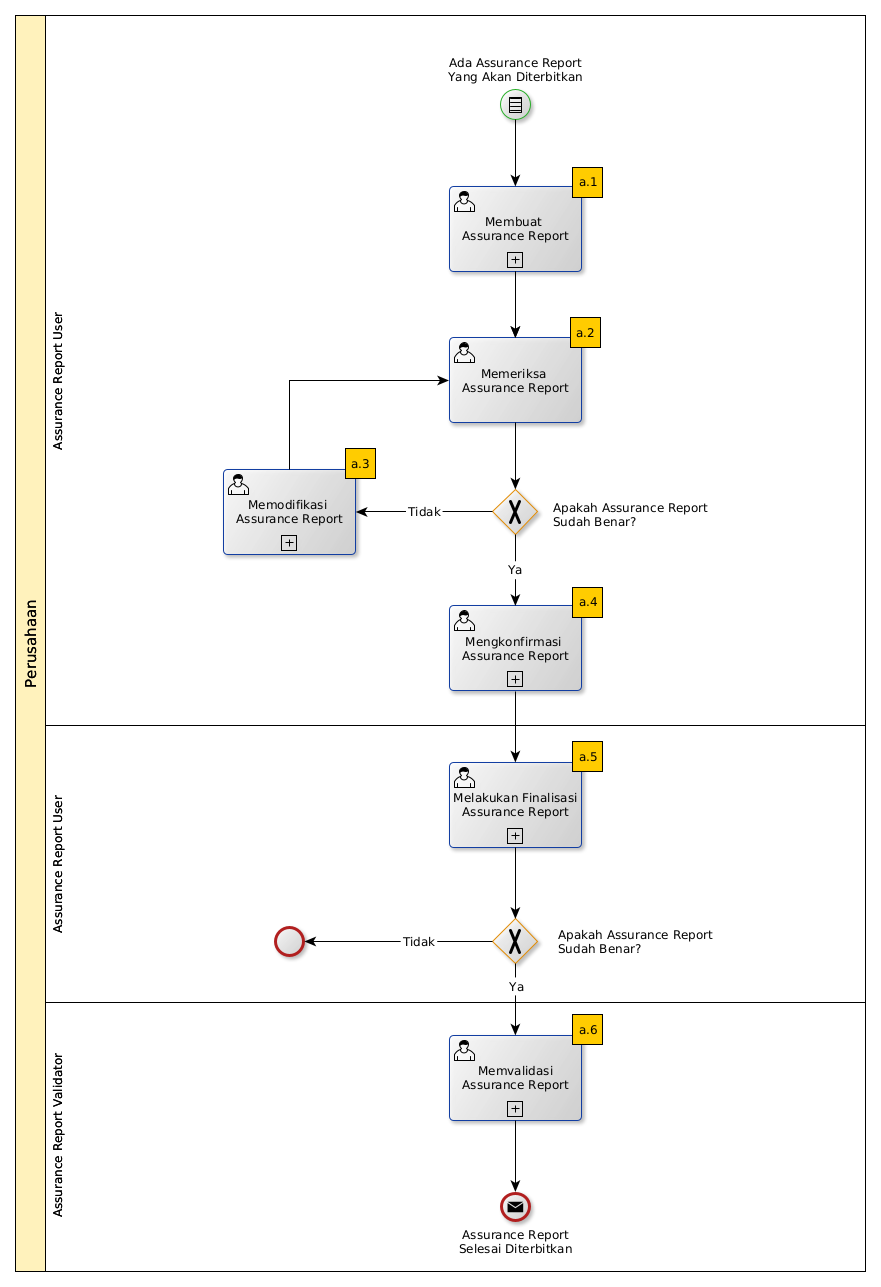 Perusahaan
Assurance Report User
Ada Assurance Report
Yang Akan Diterbitkan
a.1
Membuat
Assurance Report
a.2
Memeriksa
Assurance Report
a.3
Memodifikasi
Assurance Report
Tidak
Apakah Assurance Report
Sudah Benar?
Ya
a.4
Mengkonfirmasi
Assurance Report
Assurance Report User
a.5
Melakukan Finalisasi
Assurance Report
Tidak
Apakah Assurance Report
Sudah Benar?
Ya
Assurance Report Validator
a.6
Memvalidasi
Assurance Report
Assurance Report
Selesai Diterbitkan